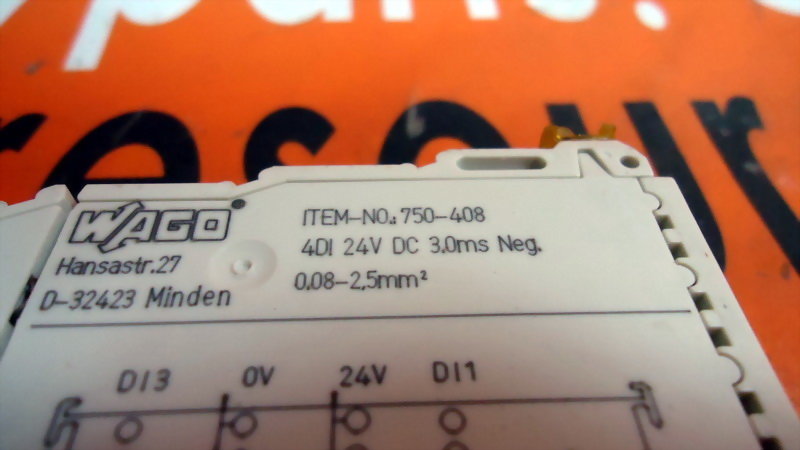 WAGO
Hansastr.27
D-32423 Minden
ITEM-NO.:750-408
4DI 24V DC 3.0ms Neg.
0,08-2,5mm²
DI3 0V 24V DI1